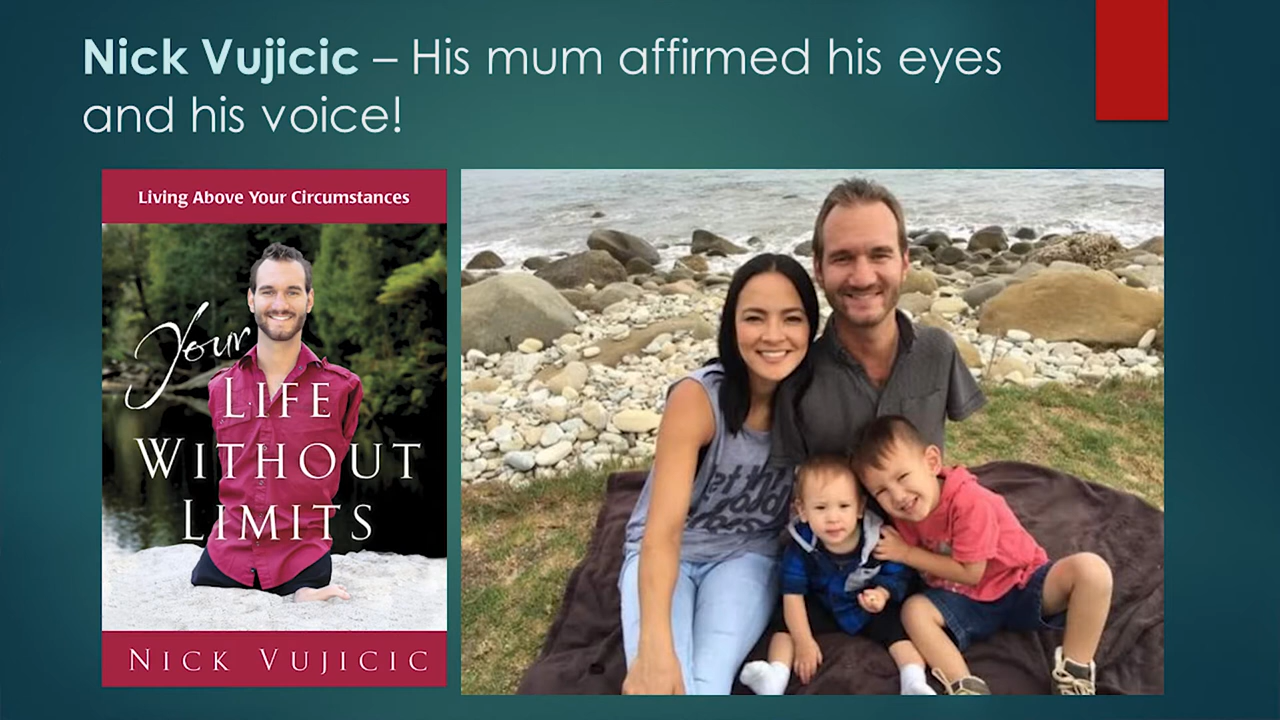 Nick Vujicic – His mum affirmed his eyes
and his voice!
Living Above Your Circumstances
Your
LIFE
WITHOUT
LIMITS
NICK VUJICIC